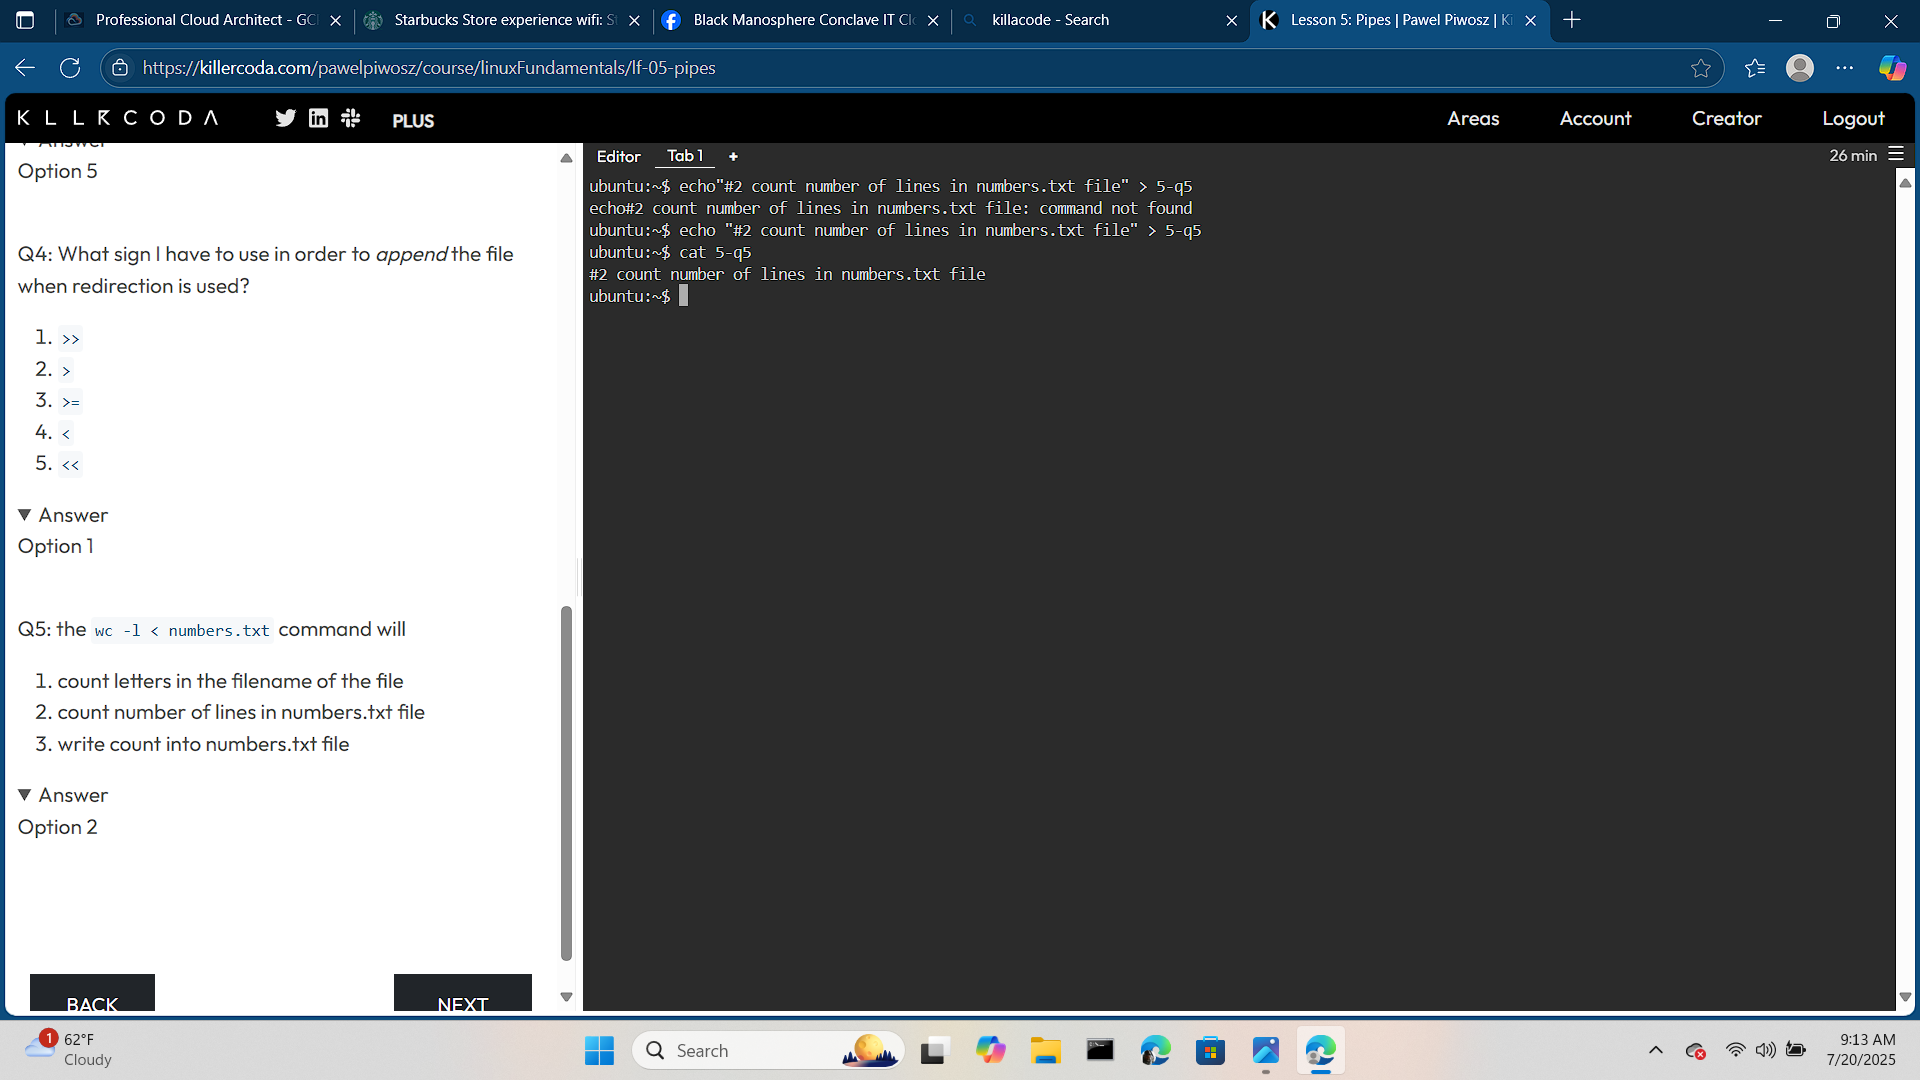 Professional Cloud Architect - GC
Starbucks Store experience wifi: S
Black Manosphere Conclave IT Cl
killacode - Search
Lesson 5: Pipes | Pawel Piwosz | Ki
https://killercoda.com/pawelpiwosz/course/linuxFundamentals/lf-05-pipes
KLLRCODA
PLUS
Areas
Account
Creator
Logout
Answer
Option 5
Q4: What sign I have to use in order to append the file
when redirection is used?
1. >>
2. >
3. >=
4. <
5. <<
▼ Answer
Option 1
Q5: the wc -l < numbers.txt command will
1. count letters in the filename of the file
2. count number of lines in numbers.txt file
3. write count into numbers.txt file
▼ Answer
Option 2
BACK
NEXT
Editor
Tab 1
+
26 min
ubuntu:~$ echo"#2 count number of lines in numbers.txt file" > 5-q5
echo#2 count number of lines in numbers.txt file: command not found
ubuntu:~$ echo "#2 count number of lines in numbers.txt file" > 5-q5
ubuntu:~$ cat 5-q5
#2 count number of lines in numbers.txt file
ubuntu:~$
1
62°F
Cloudy
Search
9:13 AM
7/20/2025